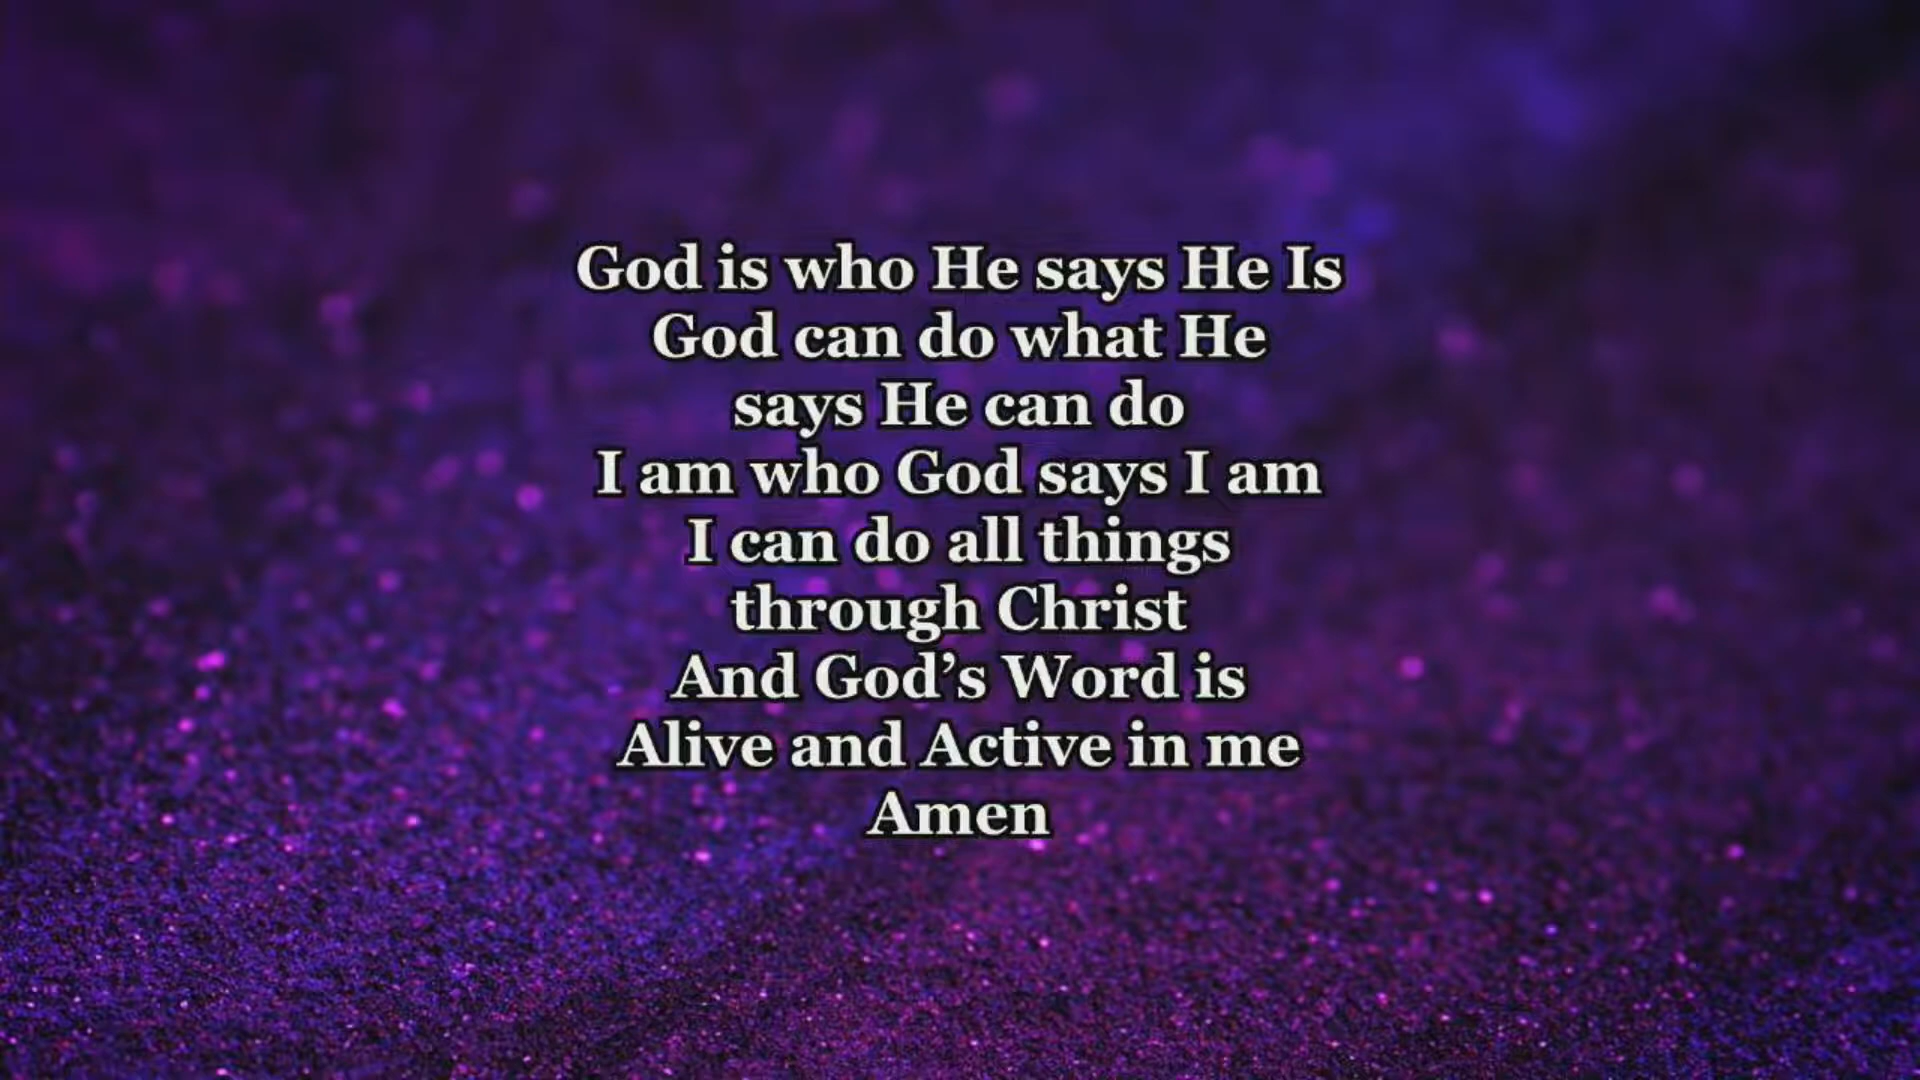 God is who He says He Is
God can do what He
says He can do
I am who God says I am
I can do all things
through Christ
And God’s Word is
Alive and Active in me
Amen